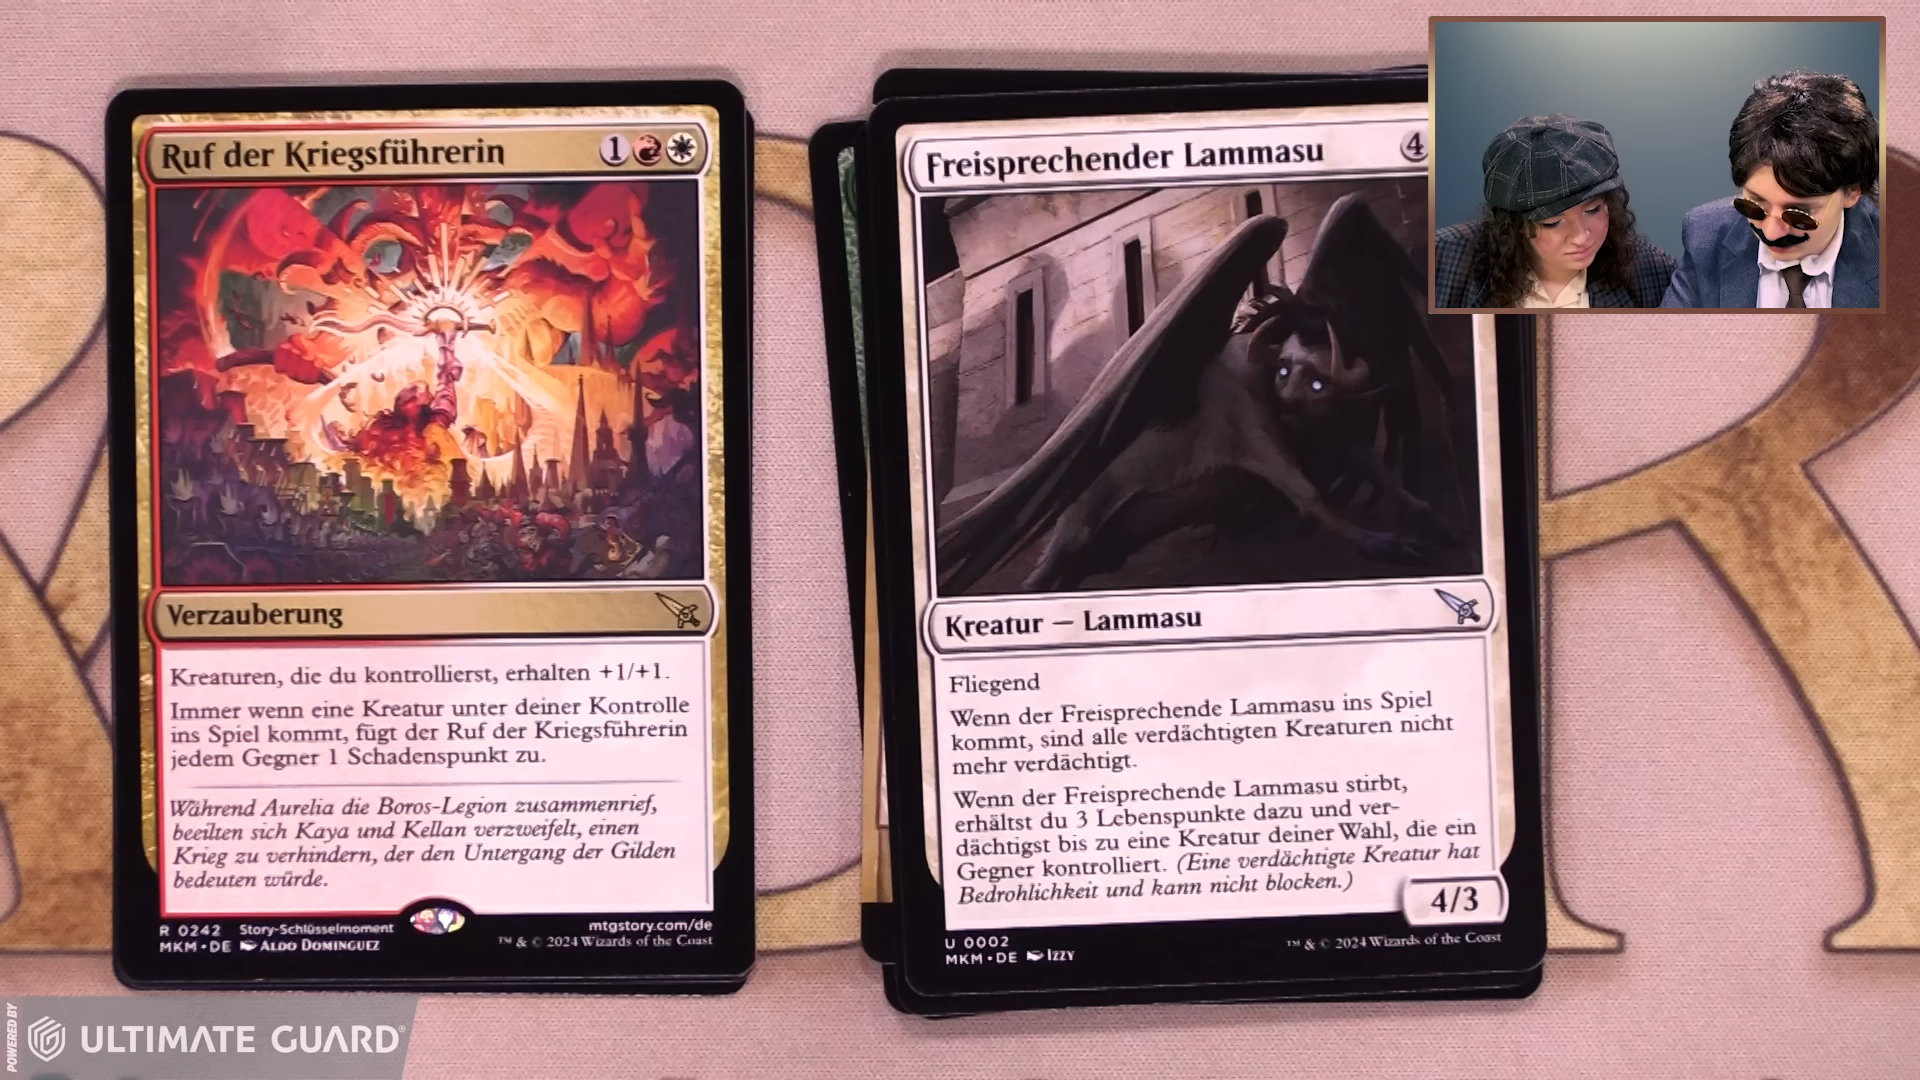 Ruf der Kriegsführerin
1
Verzauberung
Kreaturen, die du kontrollierst, erhalten +1/+1.
Immer wenn eine Kreatur unter deiner Kontrolle
ins Spiel kommt, fügt der Ruf der Kriegsführerin
jedem Gegner 1 Schadenspunkt zu.
Während Aurelia die Boros-Legion zusammenrief,
beeilten sich Kaya und Kellan verzweifelt, einen
Krieg zu verhindern, der den Untergang der Gilden
bedeuten würde.
R 0242 Story-Schlüsselmoment
mtgstory.com/de
MKM • DE ALDO DOMINGUEZ
™ & © 2024 Wizards of the Coast
Freisprechender Lammasu
4
Kreatur — Lammasu
Fliegend
Wenn der Freisprechende Lammasu ins Spiel
kommt, sind alle verdächtigten Kreaturen nicht
mehr verdächtigt.
Wenn der Freisprechende Lammasu stirbt,
erhältst du 3 Lebenspunkte dazu und ver-
dächtigst bis zu eine Kreatur deiner Wahl, die ein
Gegner kontrolliert. (Eine verdächtigte Kreatur hat
Bedrohlichkeit und kann nicht blocken.)
4/3
U 0002
MKM • DE IZZY
™ & © 2024 Wizards of the Coast
POWERED BY
ULTIMATE GUARD®